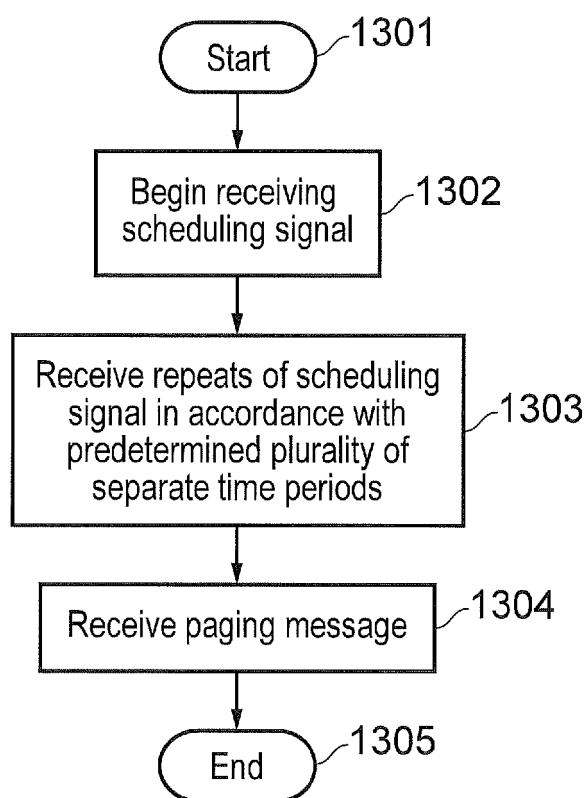 Start
1301
Begin receiving
scheduling signal
1302
Receive repeats of scheduling
signal in accordance with
predetermined plurality of
separate time periods
1303
Receive paging message
1304
End
1305